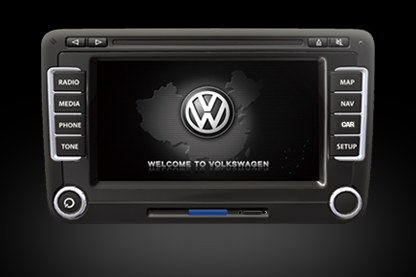 RADIO
MEDIA
PHONE
TONE
WELCOME TO VOLKSWAGEN
MAP
NAV
CAR
SETUP